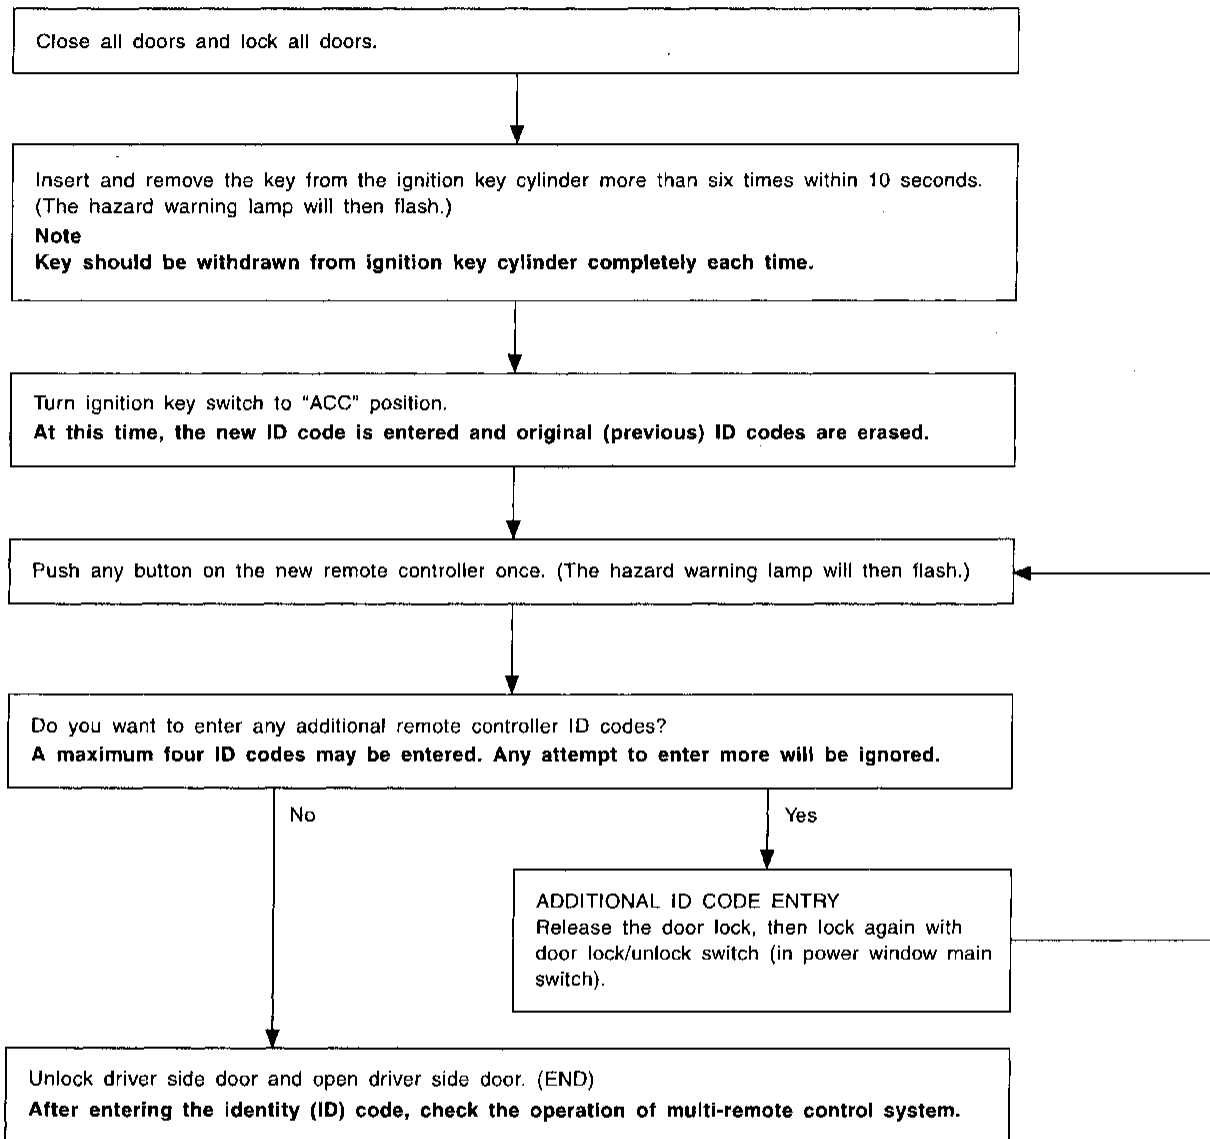 Close all doors and lock all doors.
Insert and remove the key from the ignition key cylinder more than six times within 10 seconds.
(The hazard warning lamp will then flash.)
Note
Key should be withdrawn from ignition key cylinder completely each time.
Turn ignition key switch to "ACC" position.
At this time, the new ID code is entered and original (previous) ID codes are erased.
Push any button on the new remote controller once. (The hazard warning lamp will then flash.)
Do you want to enter any additional remote controller ID codes?
A maximum four ID codes may be entered. Any attempt to enter more will be ignored.
No
Yes
ADDITIONAL ID CODE ENTRY
Release the door lock, then lock again with
door lock/unlock switch (in power window main
switch).
Unlock driver side door and open driver side door. (END)
After entering the identity (ID) code, check the operation of multi-remote control system.